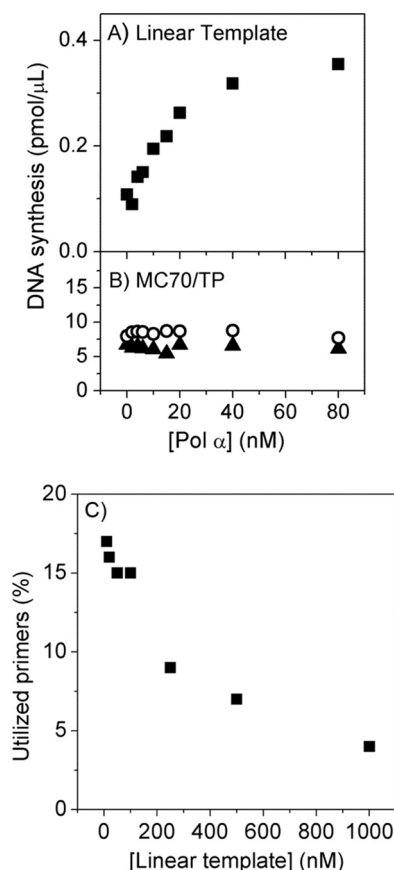 A) Linear Template
DNA synthesis (pmol/µL)
0.4
0.2
0.0
B) MC70/TP
15
10
5
0
0 20 40 60 80
[Pol α] (nM)
C)
Utilized primers (%)
20
15
10
5
0
0 200 400 600 800 1000
[Linear template] (nM)